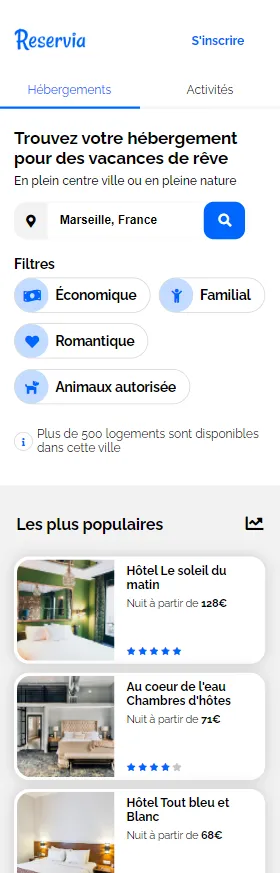 Reservia
S'inscrire
Hébergements
Activités
Trouvez votre hébergement
pour des vacances de rêve
En plein centre ville ou en pleine nature
Marseille, France
Filtres
Économique
Familial
Romantique
Animaux autorisée
Plus de 500 logements sont disponibles
dans cette ville
Les plus populaires
Hôtel Le soleil du
matin
Nuit à partir de 128€
Au coeur de l'eau
Chambres d'hôtes
Nuit à partir de 71€
Hôtel Tout bleu et
Blanc
Nuit à partir de 68€